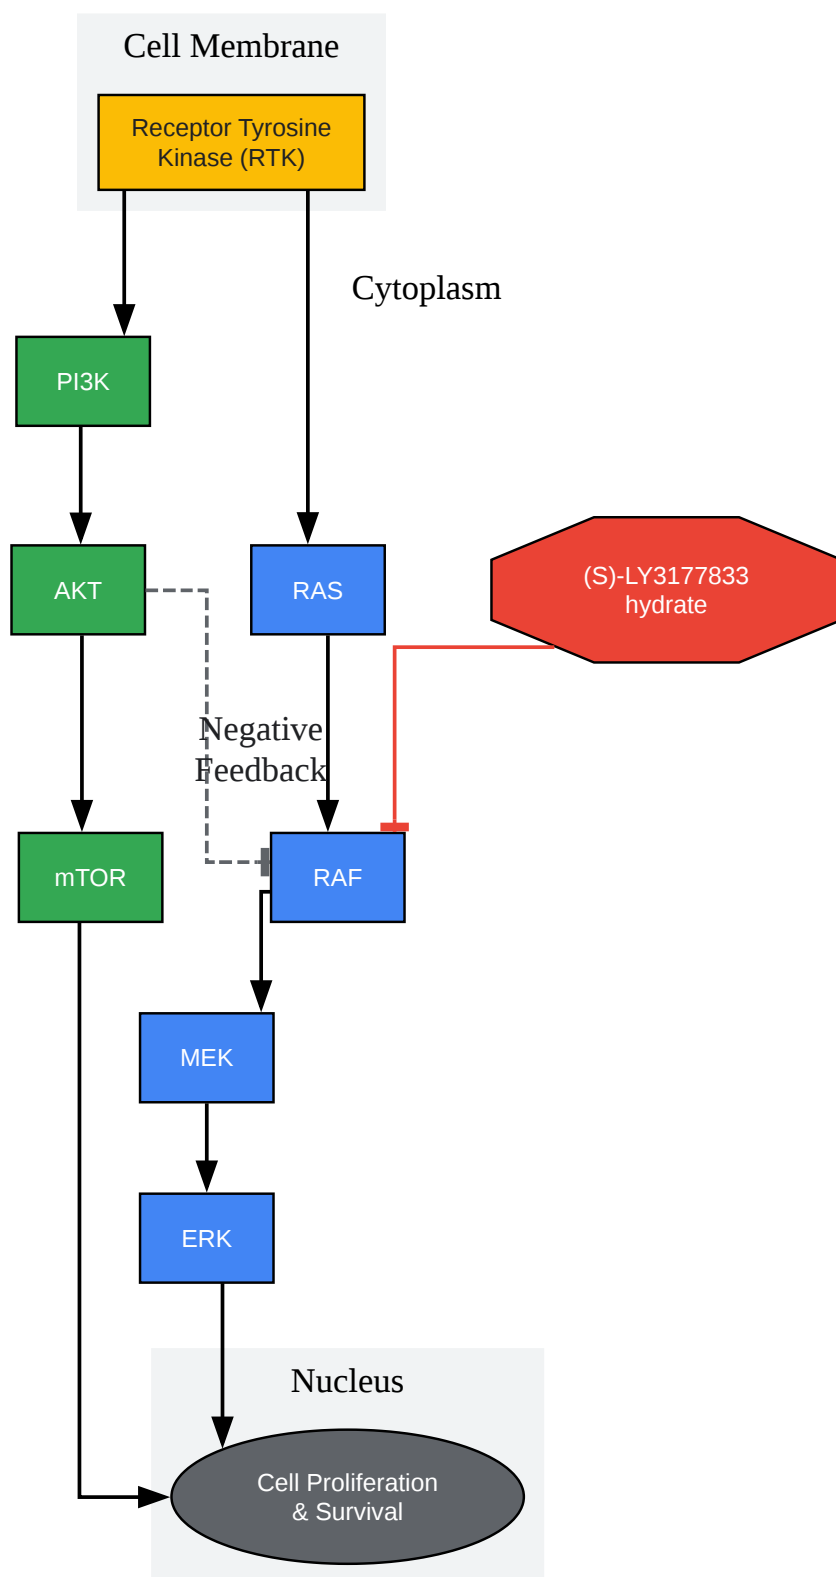 Cell Membrane
Receptor Tyrosine
Kinase (RTK)
Cytoplasm
PI3K
AKT
RAS
(S)-LY3177833
hydrate
Negative
Feedback
mTOR
RAF
MEK
ERK
Nucleus
Cell Proliferation
& Survival